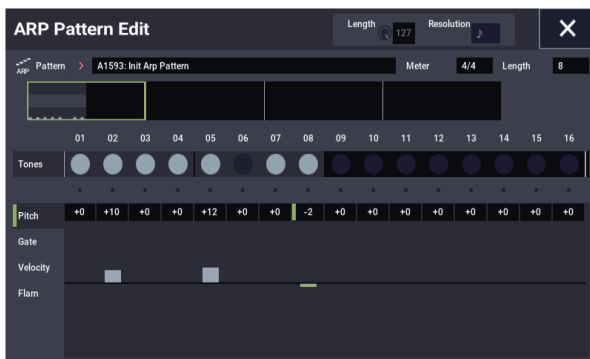 ARP Pattern Edit Length 127 Resolution
ARP Pattern A1593: Init Arp Pattern Meter 4/4 Length 8
01 02 03 04 05 06 07 08 09 10 11 12 13 14 15 16
Tones
Pitch +0 +10 +0 +0 +12 +0 +0 -2 +0 +0 +0 +0 +0 +0 +0 +0
Gate
Velocity
Flam